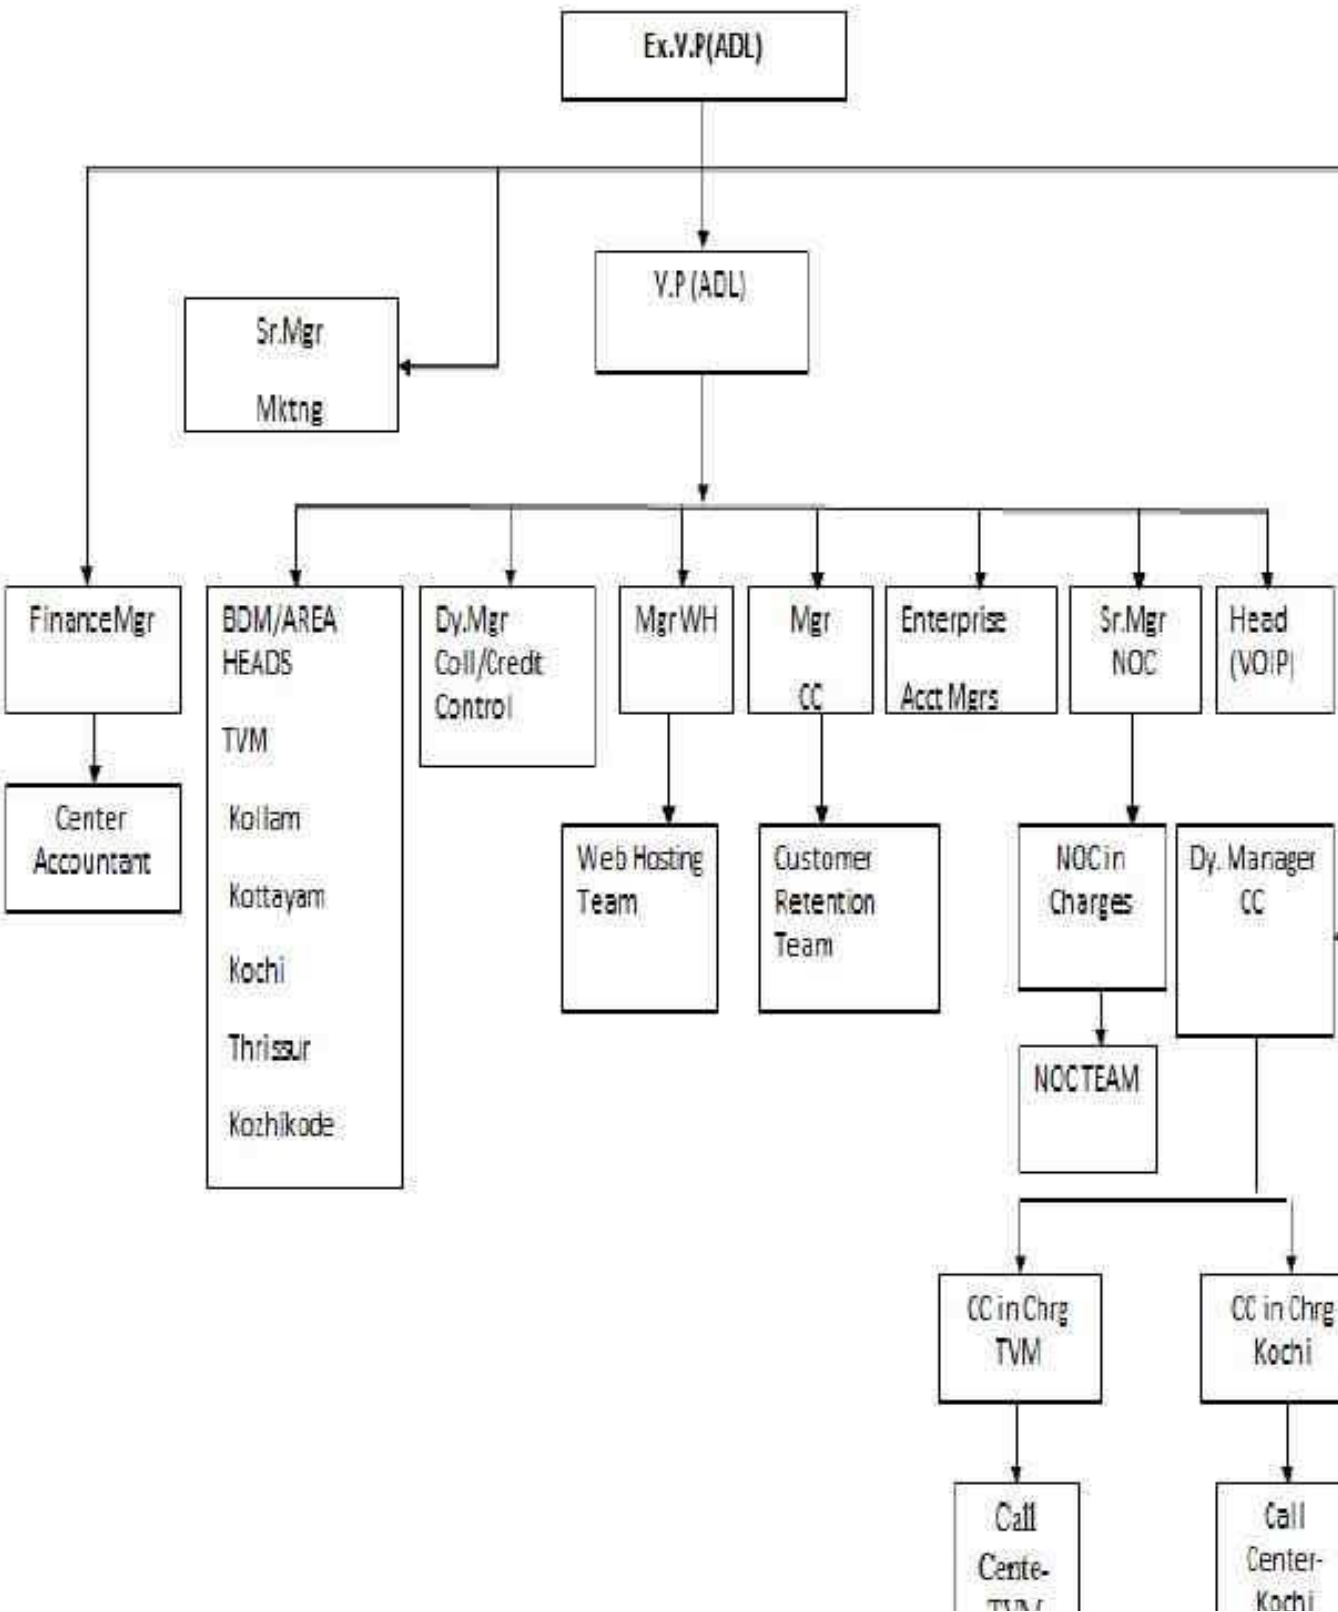 Ex.V.P(ADL)
V.P (ADL)
Sr.Mgr
Mktng
FinanceMgr
BDM/AREA
HEADS
TVM
Kollam
Kottayam
Kochi
Thrissur
Kozhikode
Dy.Mgr
Coll/Credit
Control
Mgr WH
Mgr
CC
Enterprise
Acct Mgrs
Sr.Mgr
NOC
Head
(VOIP)
Center
Accountant
Web Hosting
Team
Customer
Retention
Team
NOC in
Charges
Dy. Manager
CC
NOC TEAM
CC in Chrg
TVM
CC in Chrg
Kochi
Call
Cente-
TVM
Call
Center-
Kochi